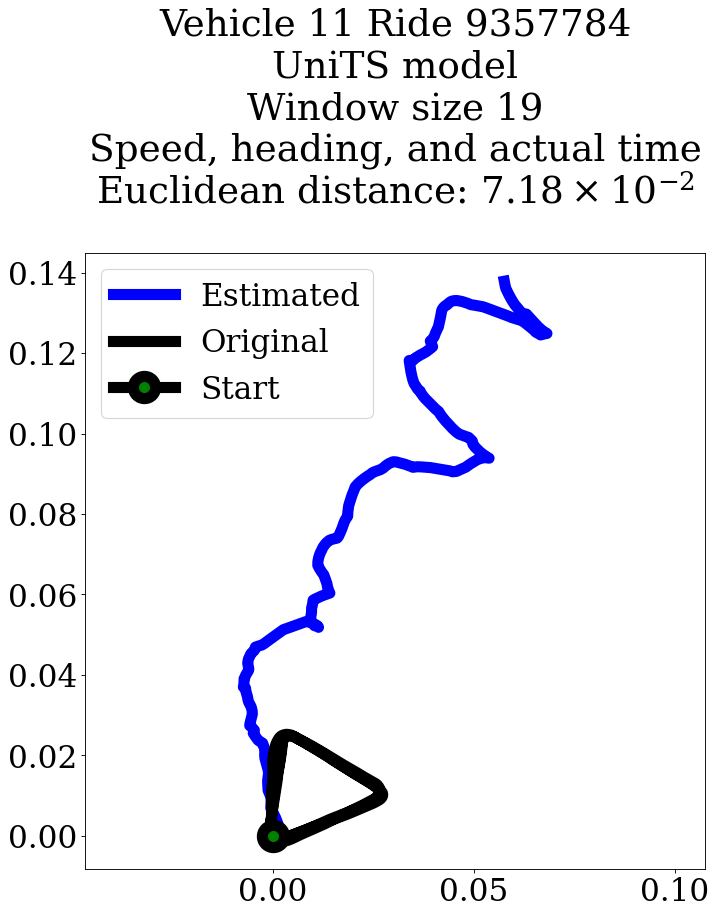 Vehicle 11 Ride 9357784
UniTS model
Window size 19
Speed, heading, and actual time
Euclidean distance: 7.18 × 10⁻²
0.14
0.12
0.10
0.08
0.06
0.04
0.02
0.00
Estimated
Original
Start
0.00 0.05 0.10